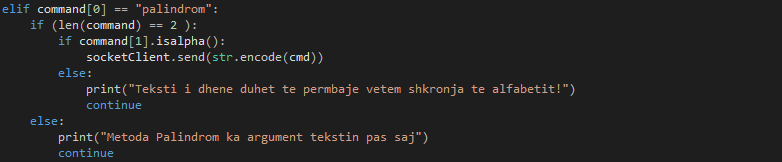 elif command[0] == "palindrom":
    if (len(command) == 2 ):
        if command[1].isalpha():
            socketClient.send(str.encode(cmd))
        else:
            print("Teksti i dhene duhet te permbaje vetem shkronja te alfabetit!")
            continue
    else:
        print("Metoda Palindrom ka argument tekstin pas saj")
        continue